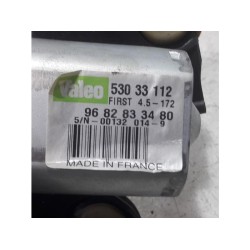 Valeo 530 33 112
FIRST 4.5-172
96 82 83 34 80
S/N-00132 014-9
MADE IN FRANCE